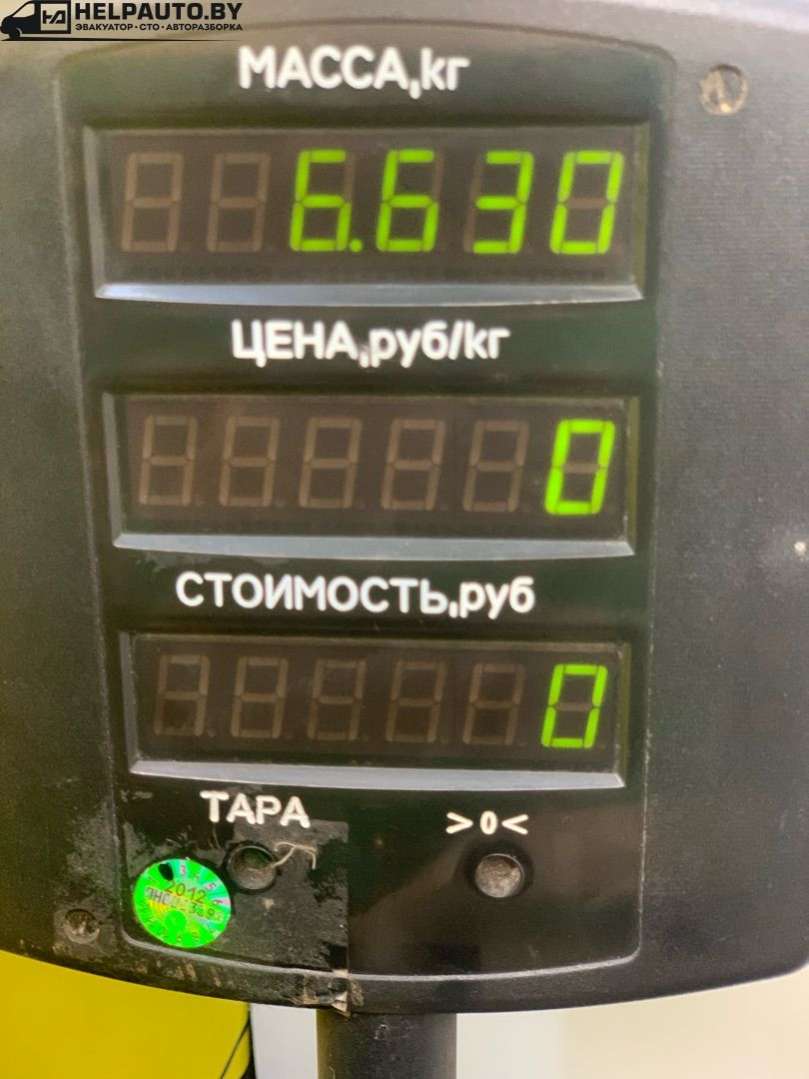 HELPAUTO.BY
ЭВАКУАТОР·СТО·АВТОРАЗБОРКА
МАССА,кг
6.630
ЦЕНА,руб/кг
0
СТОИМОСТЬ,руб
0
ТАРА >0<
2012